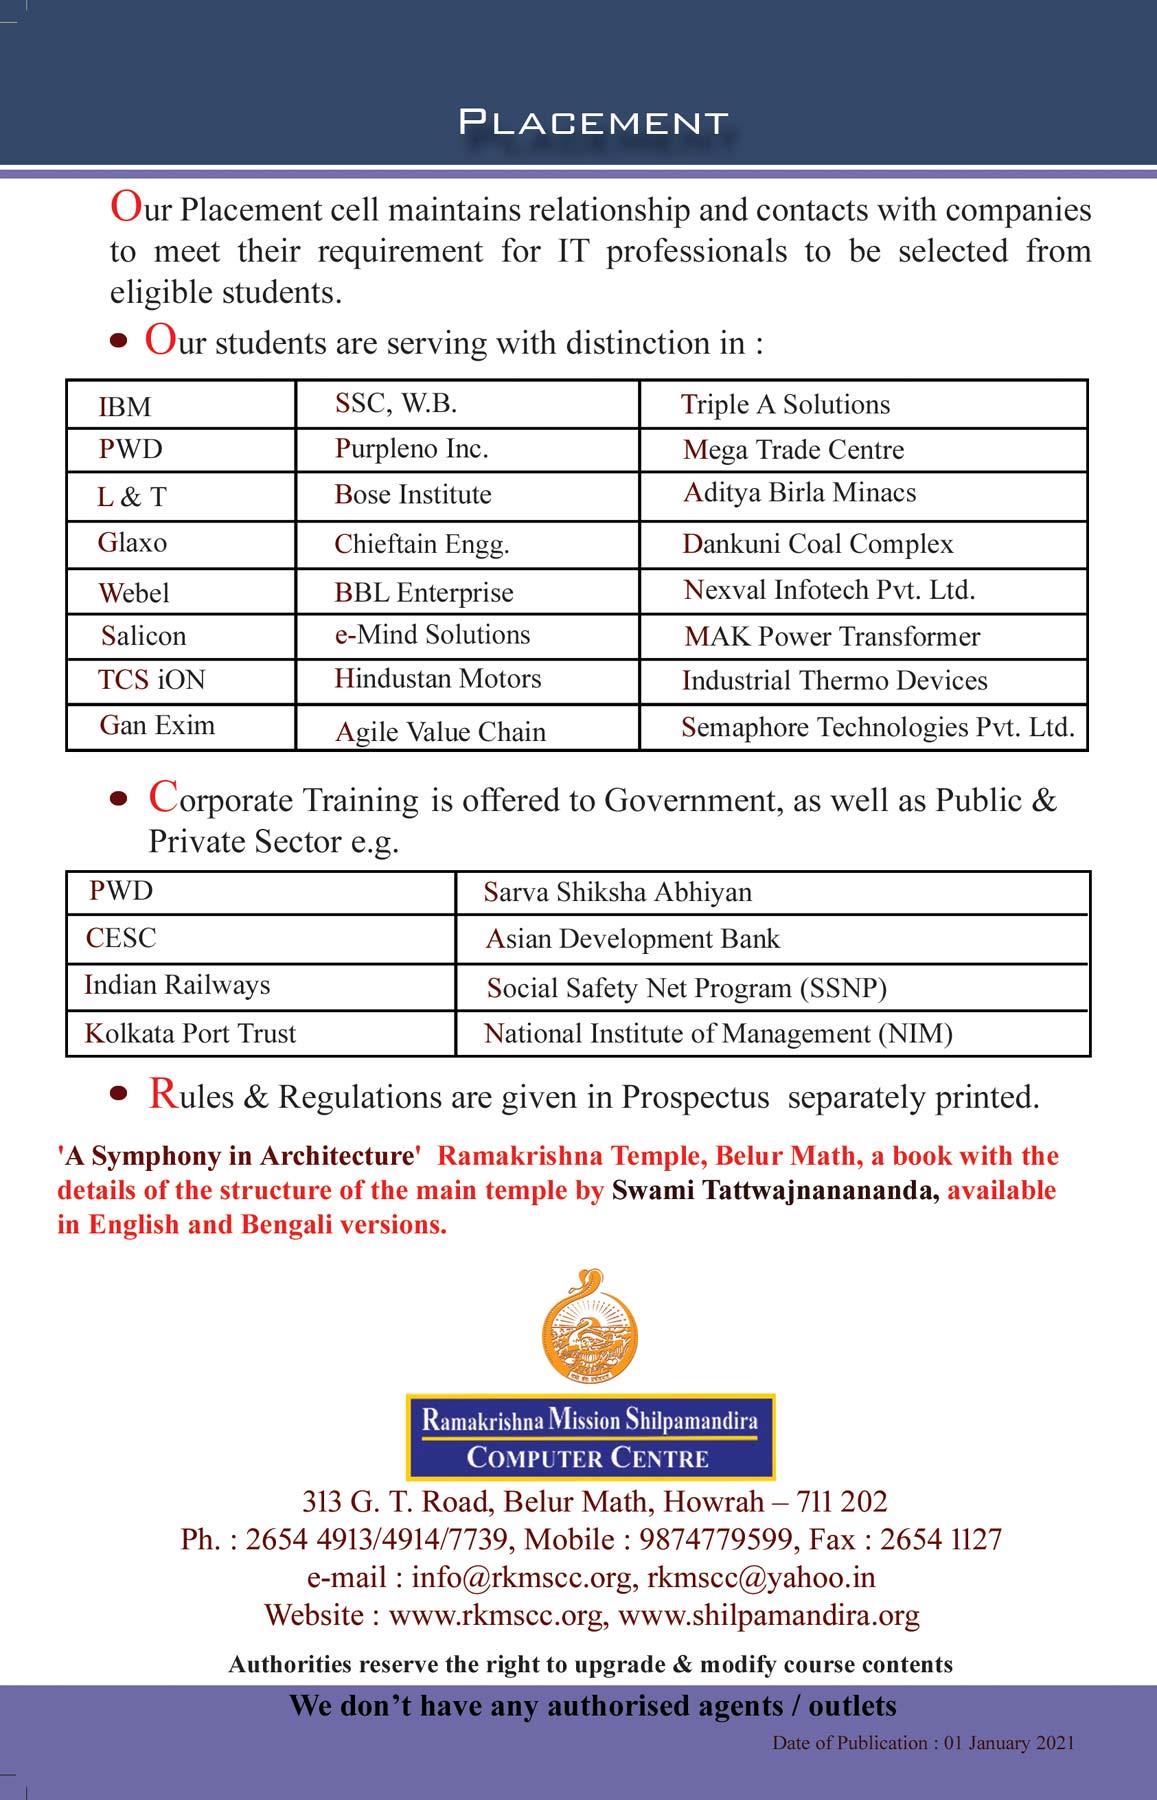 PLACEMENT
Our Placement cell maintains relationship and contacts with companies
to meet their requirement for IT professionals to be selected from
eligible students.
• Our students are serving with distinction in :
IBM SSC, W.B. Triple A Solutions
PWD Purpleno Inc. Mega Trade Centre
L & T Bose Institute Aditya Birla Minacs
Glaxo Chieftain Engg. Dankuni Coal Complex
Webel BBL Enterprise Nexval Infotech Pvt. Ltd.
Salicon e-Mind Solutions MAK Power Transformer
TCS iON Hindustan Motors Industrial Thermo Devices
Gan Exim Agile Value Chain Semaphore Technologies Pvt. Ltd.
• Corporate Training is offered to Government, as well as Public &
Private Sector e.g.
PWD Sarva Shiksha Abhiyan
CESC Asian Development Bank
Indian Railways Social Safety Net Program (SSNP)
Kolkata Port Trust National Institute of Management (NIM)
• Rules & Regulations are given in Prospectus separately printed.
'A Symphony in Architecture' Ramakrishna Temple, Belur Math, a book with the
details of the structure of the main temple by Swami Tattwajnanananda, available
in English and Bengali versions.
Ramakrishna Mission Shilpamandira
COMPUTER CENTRE
313 G. T. Road, Belur Math, Howrah – 711 202
Ph. : 2654 4913/4914/7739, Mobile : 9874779599, Fax : 2654 1127
e-mail : info@rkmscc.org, rkmscc@yahoo.in
Website : www.rkmscc.org, www.shilpamandira.org
Authorities reserve the right to upgrade & modify course contents
We don’t have any authorised agents / outlets
Date of Publication : 01 January 2021